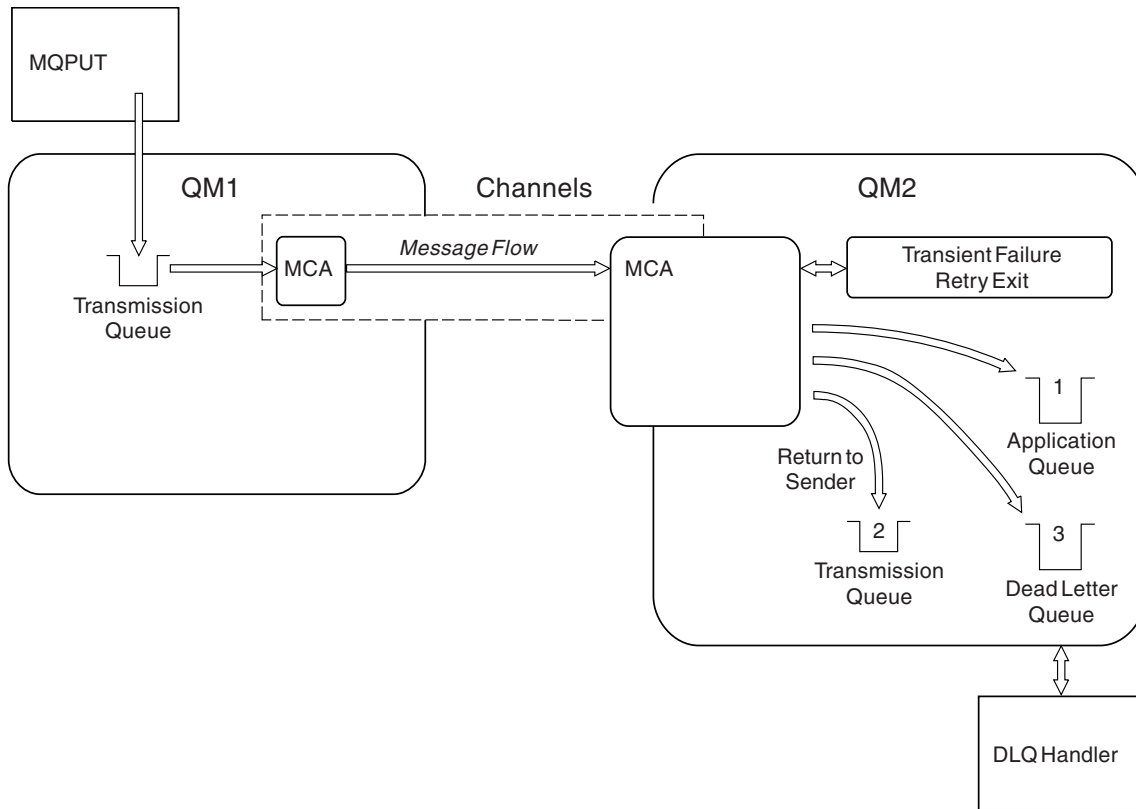 MQPUT
QM1
Channels
QM2
Message Flow
MCA
MCA
Transient Failure
Retry Exit
Transmission
Queue
1
Application
Queue
Return to
Sender
2
Transmission
Queue
3
Dead Letter
Queue
DLQ Handler